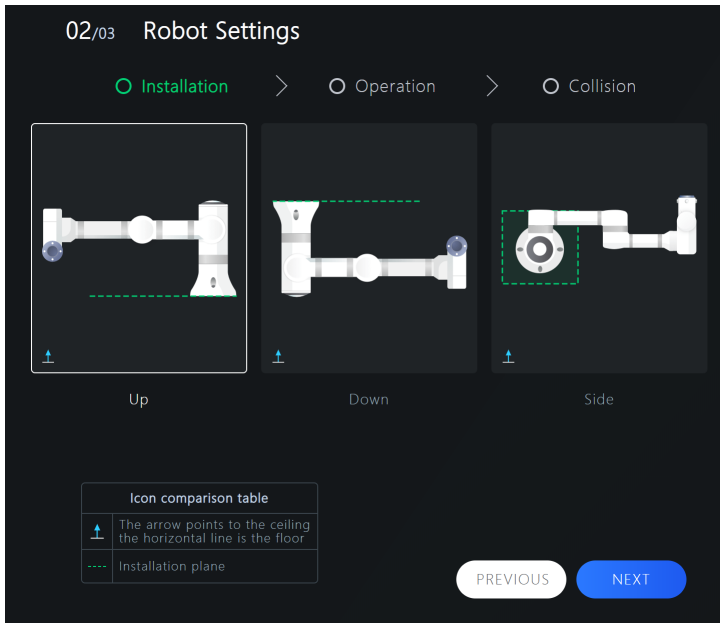 02/03 Robot Settings
Installation Operation Collision
Up Down Side
Icon comparison table
The arrow points to the ceiling
the horizontal line is the floor
Installation plane
PREVIOUS NEXT